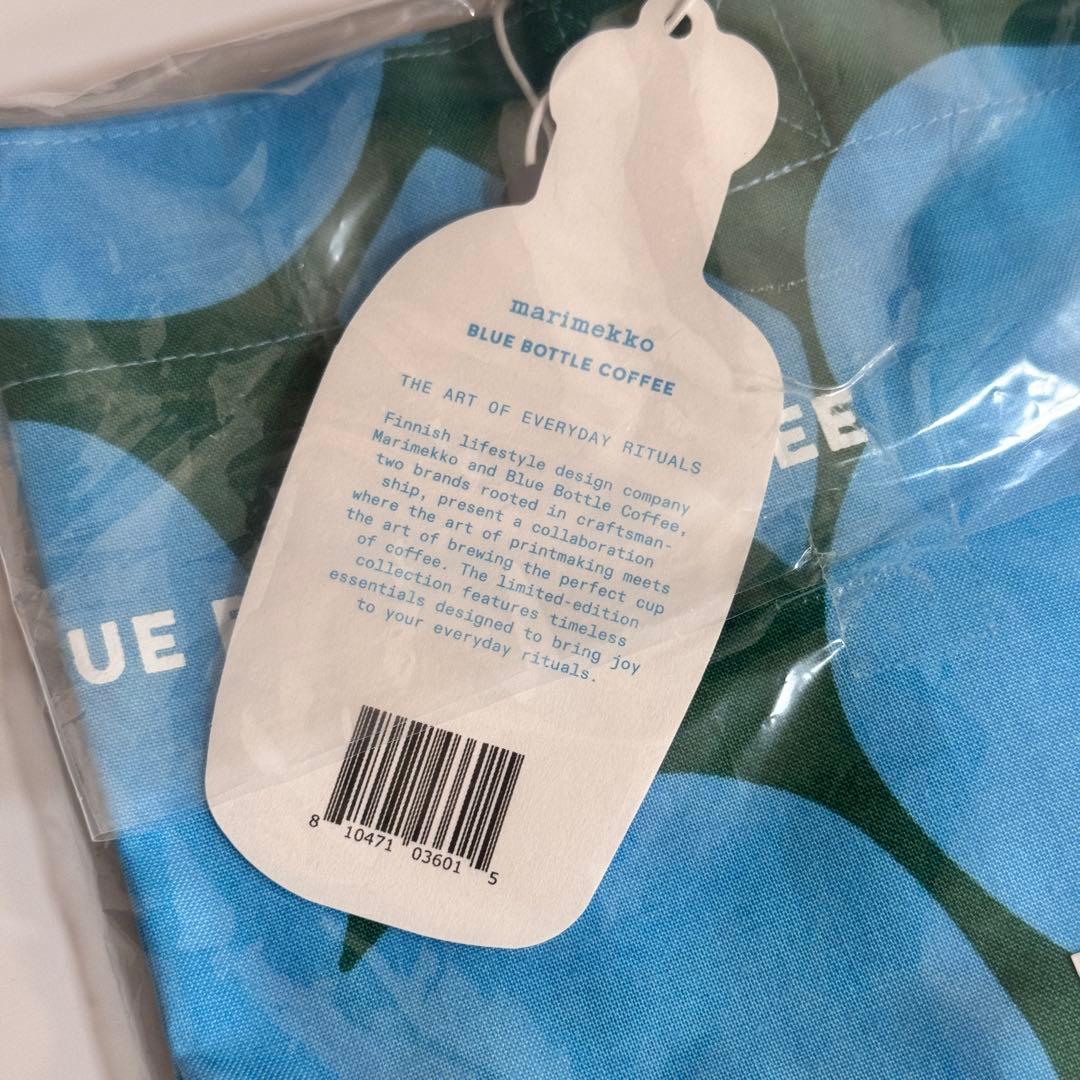 marimekko
BLUE BOTTLE COFFEE
THE ART OF EVERYDAY RITUALS
Finnish lifestyle design company
Marimekko and Blue Bottle Coffee,
two brands rooted in craftsman-
ship, present a collaboration
where the art of printmaking meets
the art of brewing the perfect cup
of coffee. The limited-edition
collection features timeless
essentials designed to bring joy
to your everyday rituals.
8 10471 03601 5
UE
EE